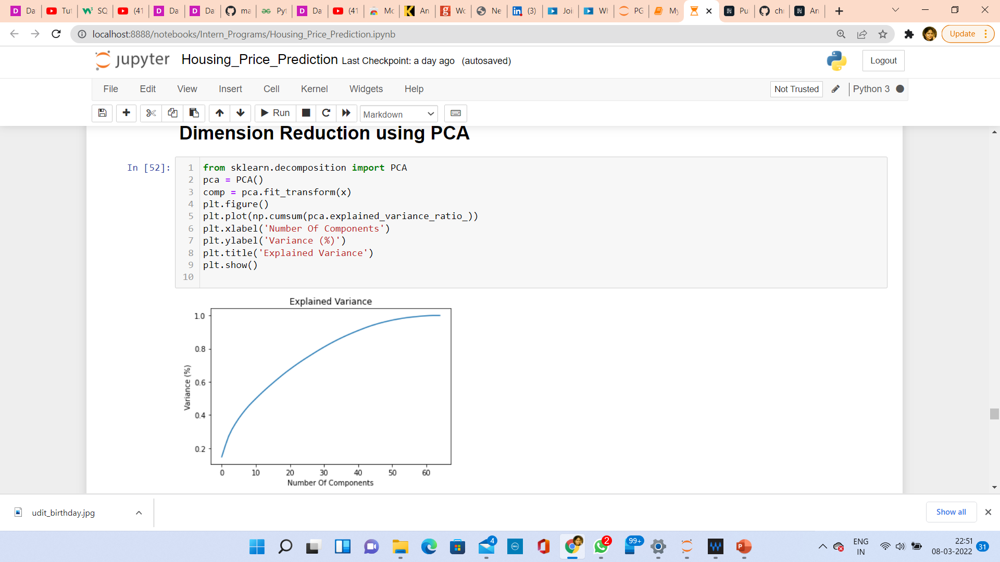 Da
Tut
SQ
(41
Da
Da
ma
Pyt
Da
(41
Mc
An
Wc
Ne
(3)
Joi
Wh
PG
My
Pu
ch
An
localhost:8888/notebooks/Intern_Programs/Housing_Price_Prediction.ipynb
Update
jupyter Housing_Price_Prediction Last Checkpoint: a day ago (autosaved)
Logout
File Edit View Insert Cell Kernel Widgets Help
Not Trusted
Python 3
Run
Markdown
Dimension Reduction using PCA
In [52]:
1 from sklearn.decomposition import PCA
2 pca = PCA()
3 comp = pca.fit_transform(x)
4 plt.figure()
5 plt.plot(np.cumsum(pca.explained_variance_ratio_))
6 plt.xlabel('Number Of Components')
7 plt.ylabel('Variance (%)')
8 plt.title('Explained Variance')
9 plt.show()
10
Explained Variance
1.0
0.8
0.6
0.4
0.2
Variance (%)
0 10 20 30 40 50 60
Number Of Components
udit_birthday.jpg
Show all
4
2
99+
ENG
IN
22:51
08-03-2022
31